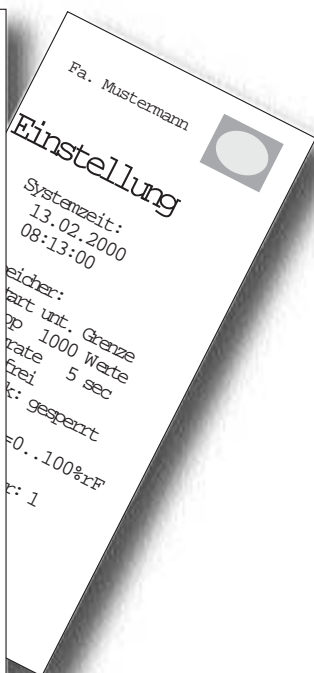 Fa. Mustermann
Einstellung
Systemzeit:
13.02.2000
08:13:00
eicher:
tart unt. Grenze
op 1000 Werte
rate 5 sec
frei
k: gesperrt
=0..100%rF
r: 1